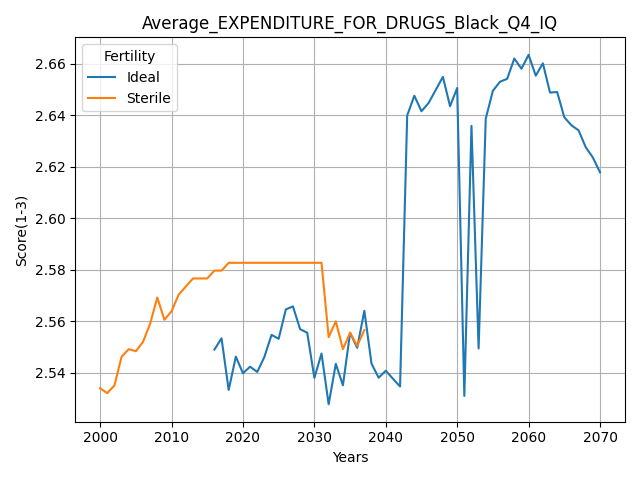 Average_EXPENDITURE_FOR_DRUGS_Black_Q4_IQ
Fertility
Ideal
Sterile
Score(1-3)
2.66
2.64
2.62
2.60
2.58
2.56
2.54
2000 2010 2020 2030 2040 2050 2060 2070
Years